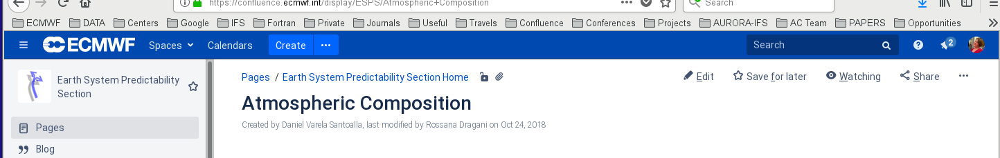 https://confluence.ecmwf.int/display/ESPS/Atmospheric+Composition
Search
ECMWF DATA Centers Google IFS Fortran Private Journals Useful Travels Confluence Conferences Projects AURORA-IFS AC Team PAPERS Opportunities
ECMWF Spaces Calendars Create Search 2
Earth System Predictability
Section
Pages
Blog
Pages / Earth System Predictability Section Home
Edit Save for later Watching Share
Atmospheric Composition
Created by Daniel Varela Santoalla, last modified by Rossana Dragani on Oct 24, 2018